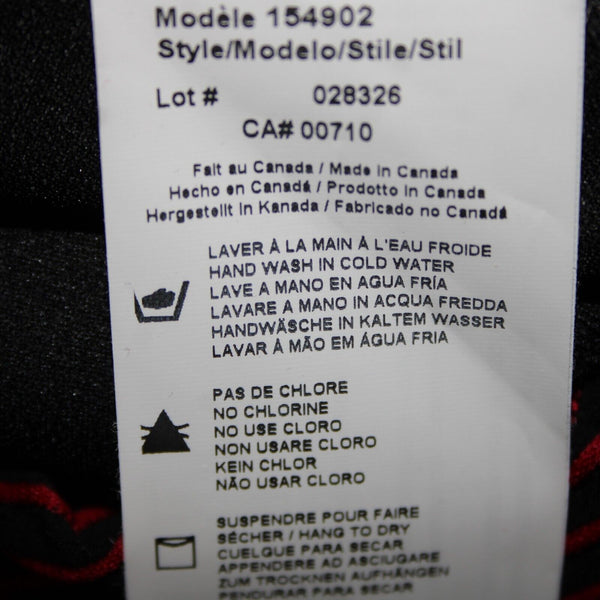 Modèle 154902
Style/Modelo/Stile/Stil
Lot # 028326
CA# 00710
Fait au Canada / Made in Canada
Hecho en Canadá / Prodotto in Canada
Hergestellt in Kanada / Fabricado no Canadá
LAVER À LA MAIN À L'EAU FROIDE
HAND WASH IN COLD WATER
LAVE A MANO EN AGUA FRÍA
LAVARE A MANO IN ACQUA FREDDA
HANDWÄSCHE IN KALTEM WASSER
LAVAR À MÃO EM ÁGUA FRIA
PAS DE CHLORE
NO CHLORINE
NO USE CLORO
NON USARE CLORO
KEIN CHLOR
NÃO USAR CLORO
SUSPENDRE POUR FAIRE
SÉCHER / HANG TO DRY
CUELGUE PARA SECAR
APPENDERE AD ASCIUGARE
ZUM TROCKNEN AUFHÄNGEN
PENDURAR PARA SECAR